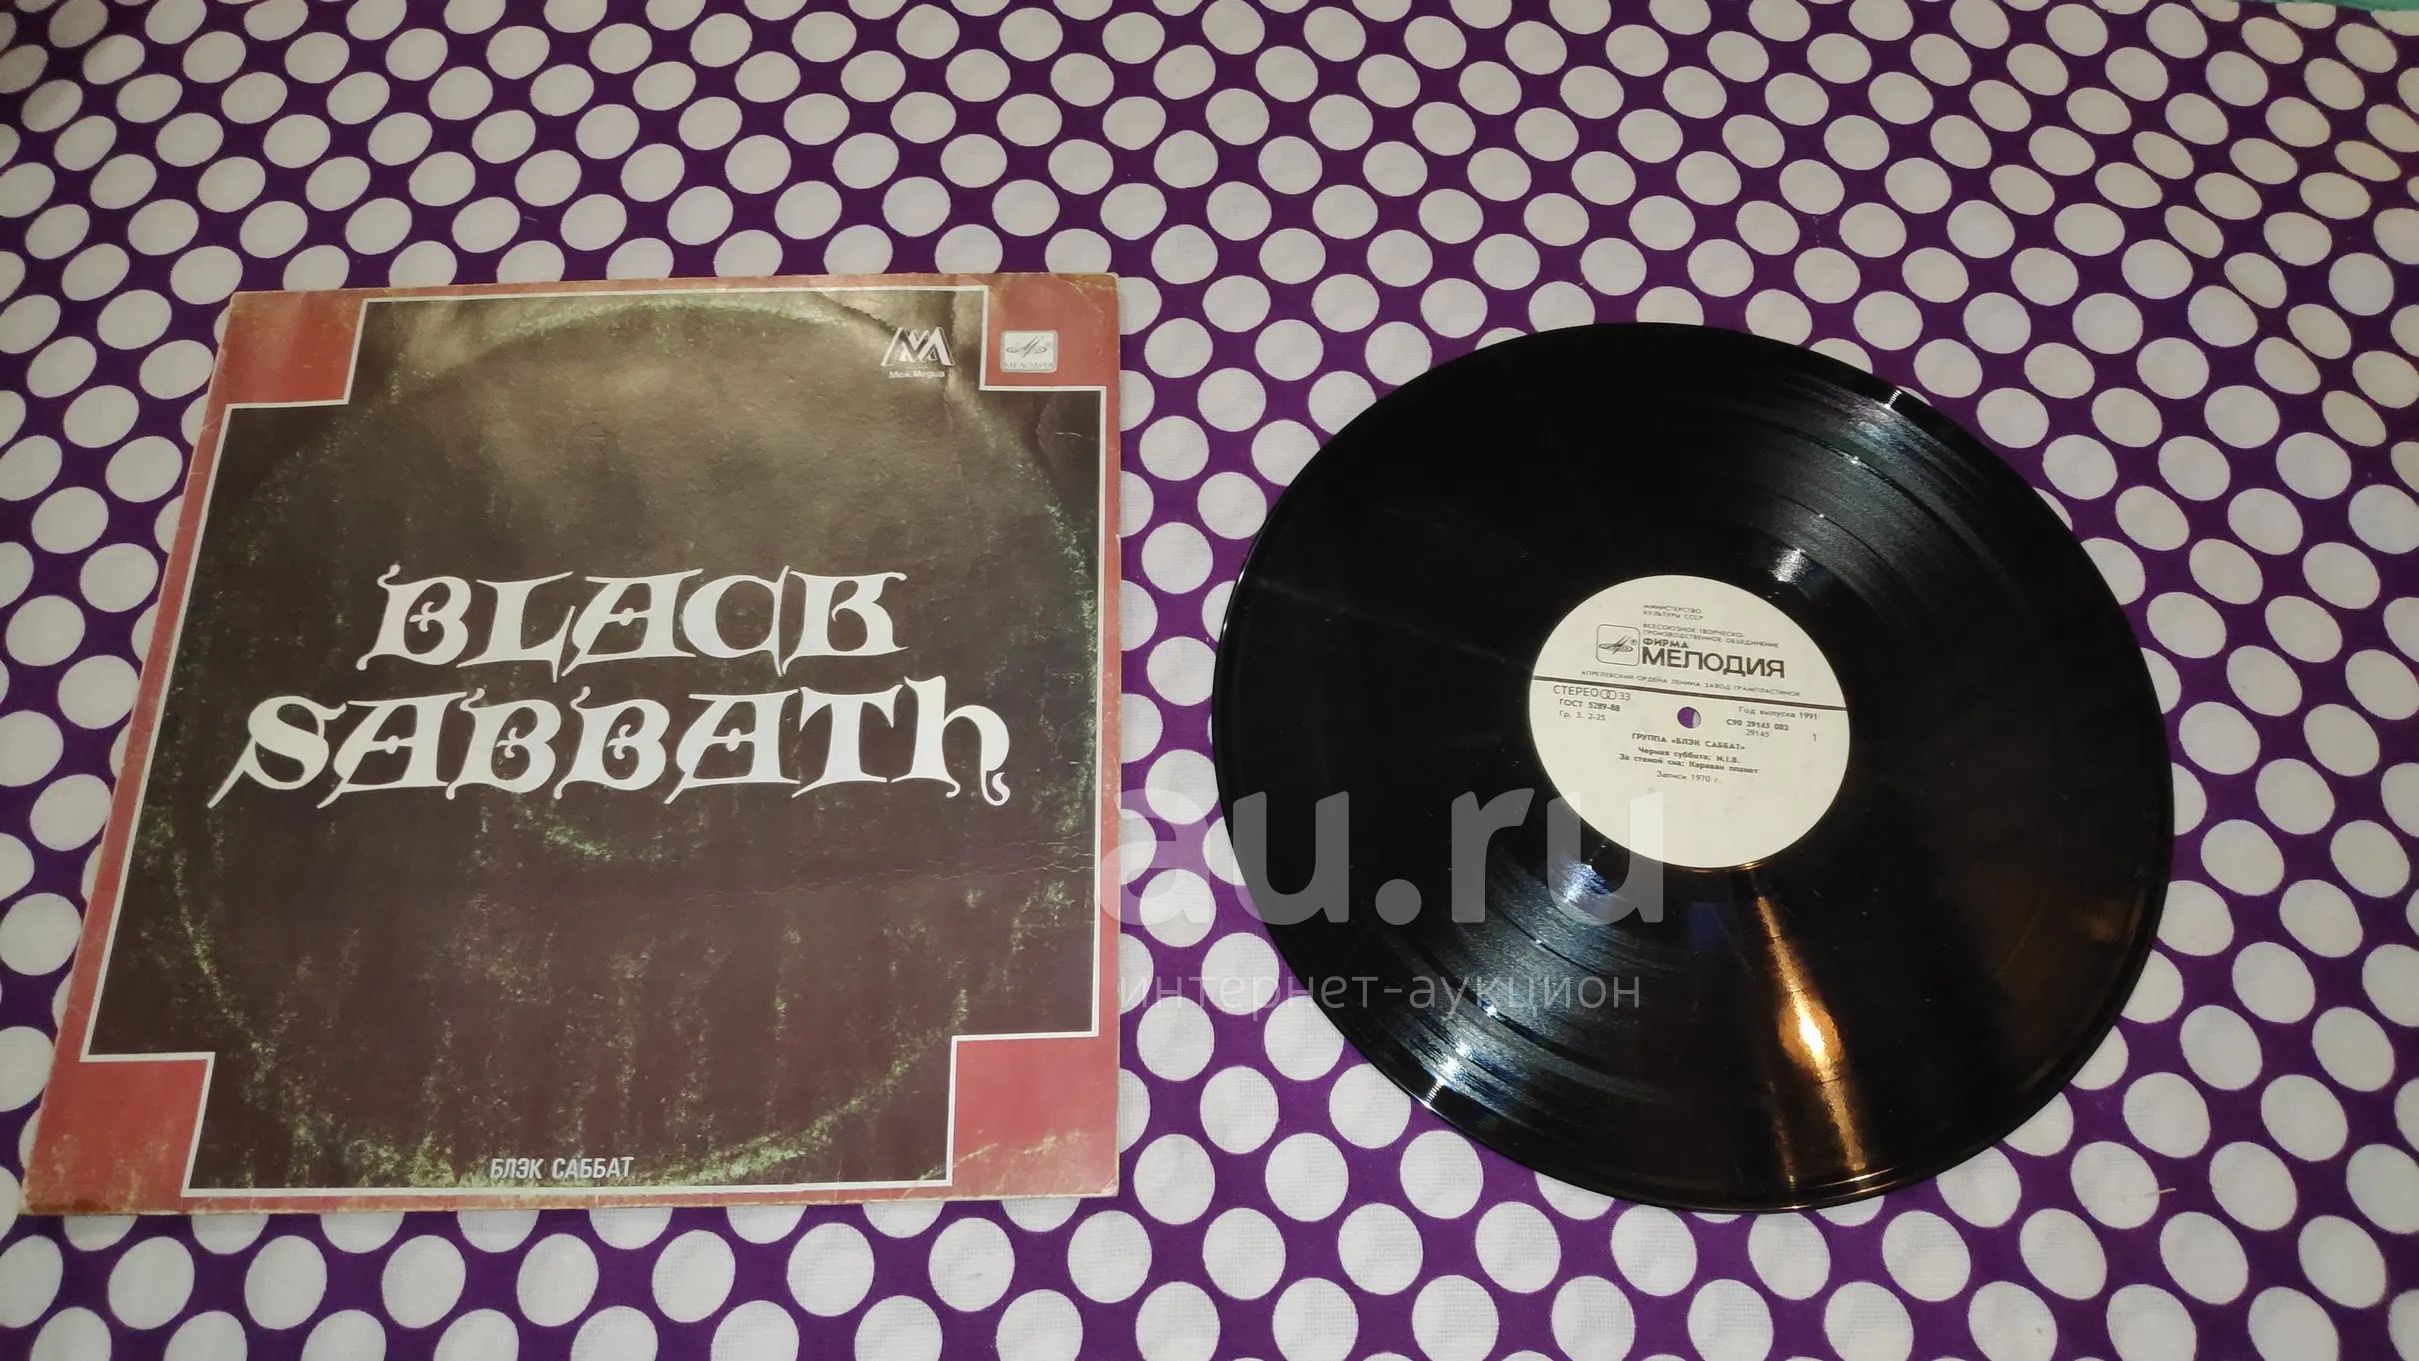 МЕЛОДИЯ
BLACK
SABBATH
БЛЭК САББАТ
МИНИСТЕРСТВО
КУЛЬТУРЫ СССР
ВСЕСОЮЗНОЕ ТВОРЧЕСКО-
ПРОИЗВОДСТВЕННОЕ ОБЪЕДИНЕНИЕ
ФИРМА
МЕЛОДИЯ
АПРЕЛЕВСКИЙ ОРДЕНА ЛЕНИНА ЗАВОД ГРАМПЛАСТИНОК
СТЕРЕО 33
ГОСТ 5289-88
Гр. 3. 2-25
Год выпуска 1991
С90 29145 002
29145
1
ГРУППА «БЛЭК САББАТ»
Черная суббота; N.I.B.
За стеной сна; Караван планет
Записи 1970 г.
au.ru
интернет-аукцион